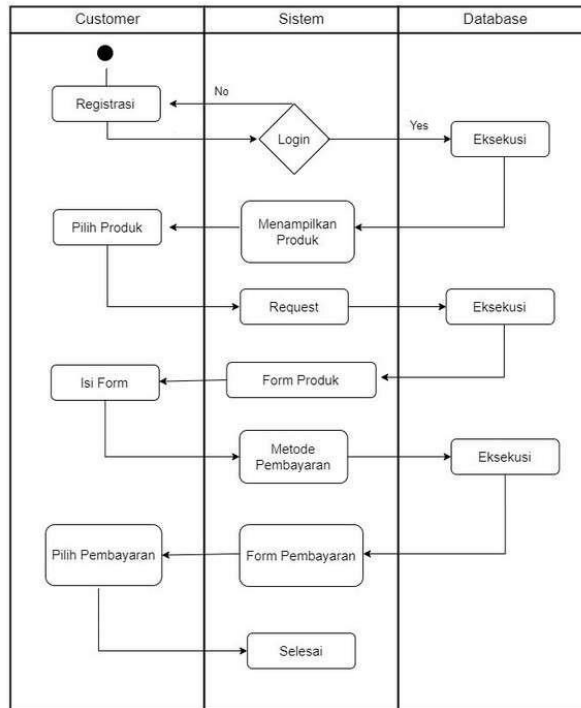 Customer
Sistem
Database
Registrasi
No
Login
Yes
Eksekusi
Pilih Produk
Menampilkan
Produk
Request
Eksekusi
Isi Form
Form Produk
Metode
Pembayaran
Eksekusi
Pilih Pembayaran
Form Pembayaran
Selesai